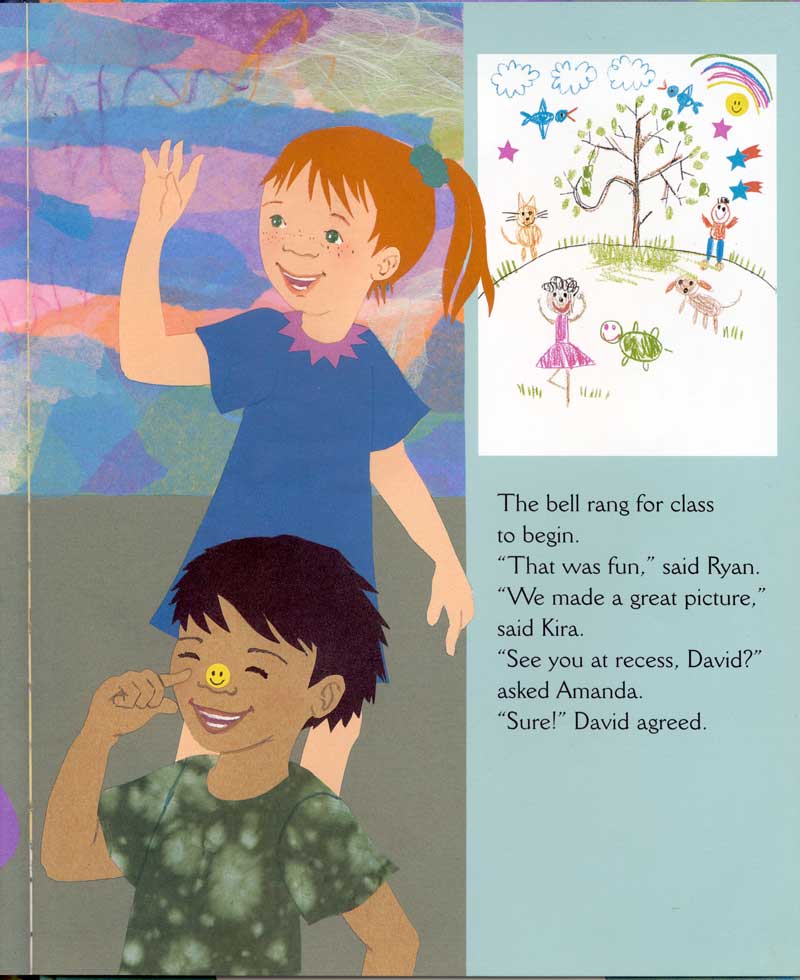 The bell rang for class
to begin.
“That was fun,” said Ryan.
“We made a great picture,”
said Kira.
“See you at recess, David?”
asked Amanda.
“Sure!” David agreed.